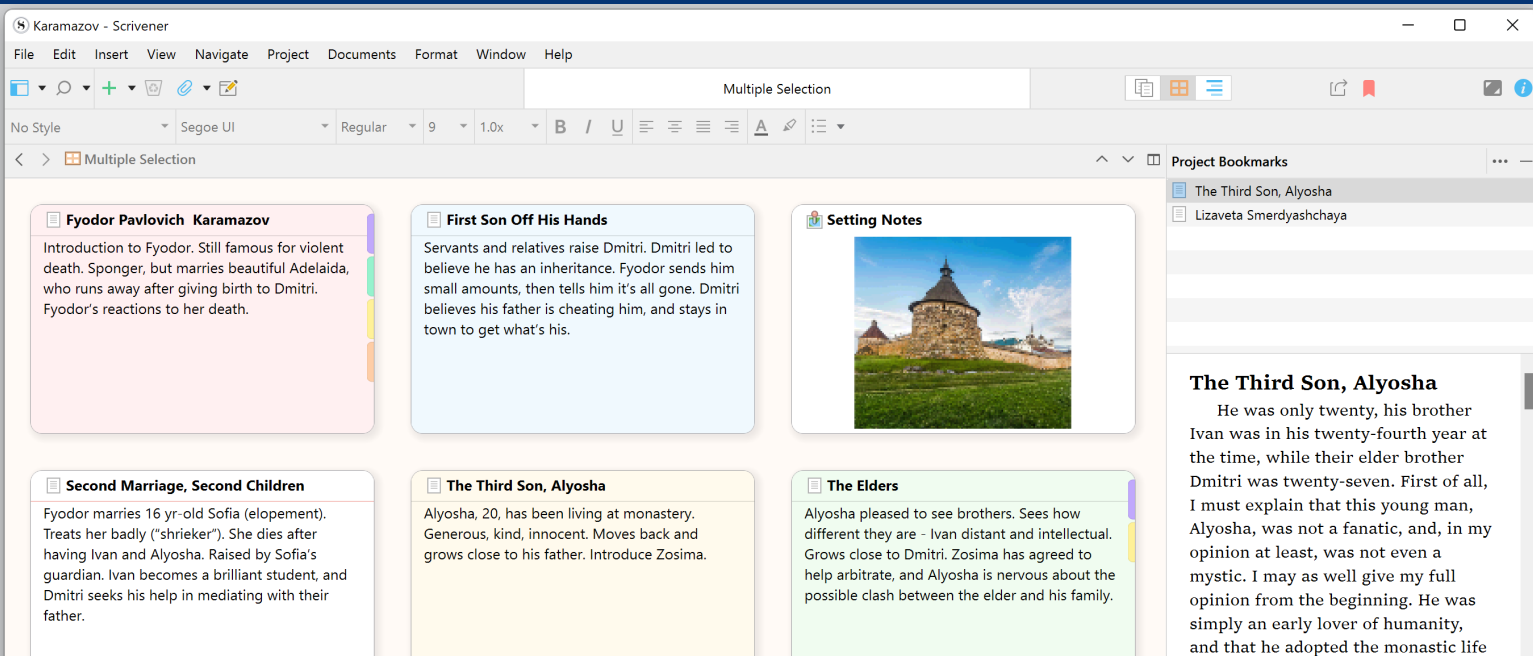 Karamazov - Scrivener
File Edit Insert View Navigate Project Documents Format Window Help
Multiple Selection
No Style Segoe UI Regular 9 1.0x B I U A
Multiple Selection
Fyodor Pavlovich  Karamazov
Introduction to Fyodor. Still famous for violent
death. Sponger, but marries beautiful Adelaida,
who runs away after giving birth to Dmitri.
Fyodor’s reactions to her death.
First Son Off His Hands
Servants and relatives raise Dmitri. Dmitri led to
believe he has an inheritance. Fyodor sends him
small amounts, then tells him it’s all gone. Dmitri
believes his father is cheating him, and stays in
town to get what’s his.
Setting Notes
Second Marriage, Second Children
Fyodor marries 16 yr-old Sofia (elopement).
Treats her badly (“shrieker”). She dies after
having Ivan and Alyosha. Raised by Sofia’s
guardian. Ivan becomes a brilliant student, and
Dmitri seeks his help in mediating with their
father.
The Third Son, Alyosha
Alyosha, 20, has been living at monastery.
Generous, kind, innocent. Moves back and
grows close to his father. Introduce Zosima.
The Elders
Alyosha pleased to see brothers. Sees how
different they are - Ivan distant and intellectual.
Grows close to Dmitri. Zosima has agreed to
help arbitrate, and Alyosha is nervous about the
possible clash between the elder and his family.
Project Bookmarks
The Third Son, Alyosha
Lizaveta Smerdyashchaya
The Third Son, Alyosha
He was only twenty, his brother
Ivan was in his twenty-fourth year at
the time, while their elder brother
Dmitri was twenty-seven. First of all,
I must explain that this young man,
Alyosha, was not a fanatic, and, in my
opinion at least, was not even a
mystic. I may as well give my full
opinion from the beginning. He was
simply an early lover of humanity,
and that he adopted the monastic life